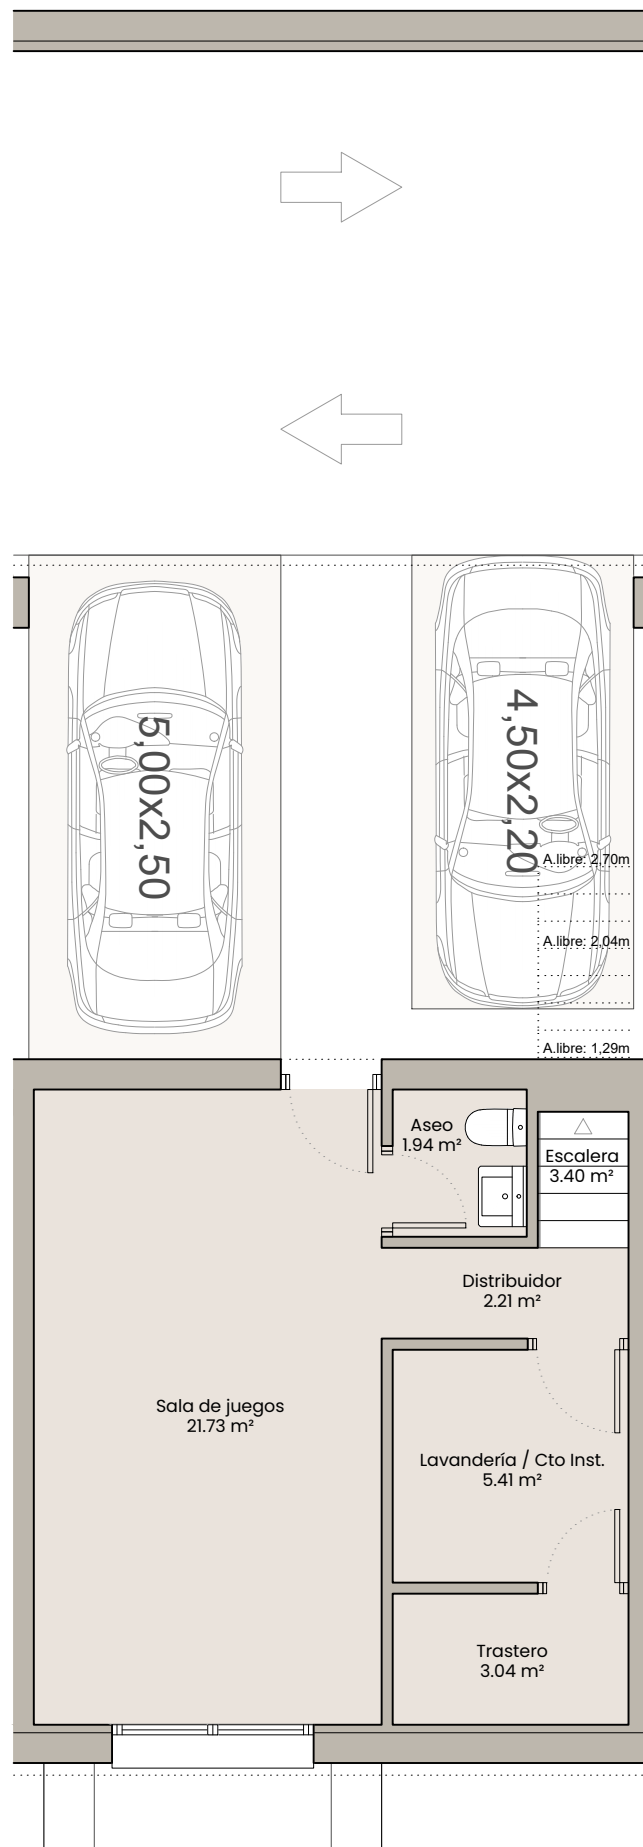 5,00x2,50
4,50x2,20
A.libre: 2,70m
A.libre: 2,04m
A.libre: 1,29m
Aseo
1.94 m²
Escalera
3.40 m²
Distribuidor
2.21 m²
Sala de juegos
21.73 m²
Lavandería / Cto Inst.
5.41 m²
Trastero
3.04 m²